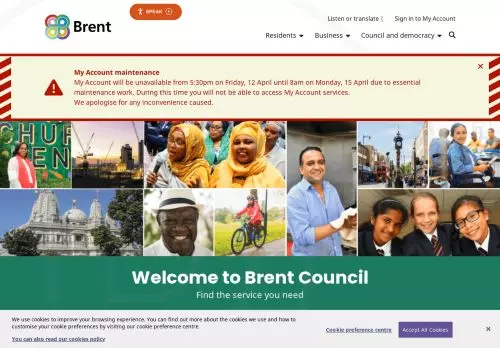 SPEAK
Brent
Listen or translate | Sign in to My Account
Residents Business Council and democracy
My Account maintenance
My Account will be unavailable from 5:30pm on Friday, 12 April until 8am on Monday, 15 April due to essential
maintenance work. During this time you will not be able to access My Account services.
We apologise for any inconvenience caused.
Welcome to Brent Council
Find the service you need
We use cookies to improve your browsing experience. You can find out more about the cookies we use and how to
customise your cookie preferences by visiting our cookie preference centre.
You can also read our cookies policy
Cookie preference centre
Accept All Cookies